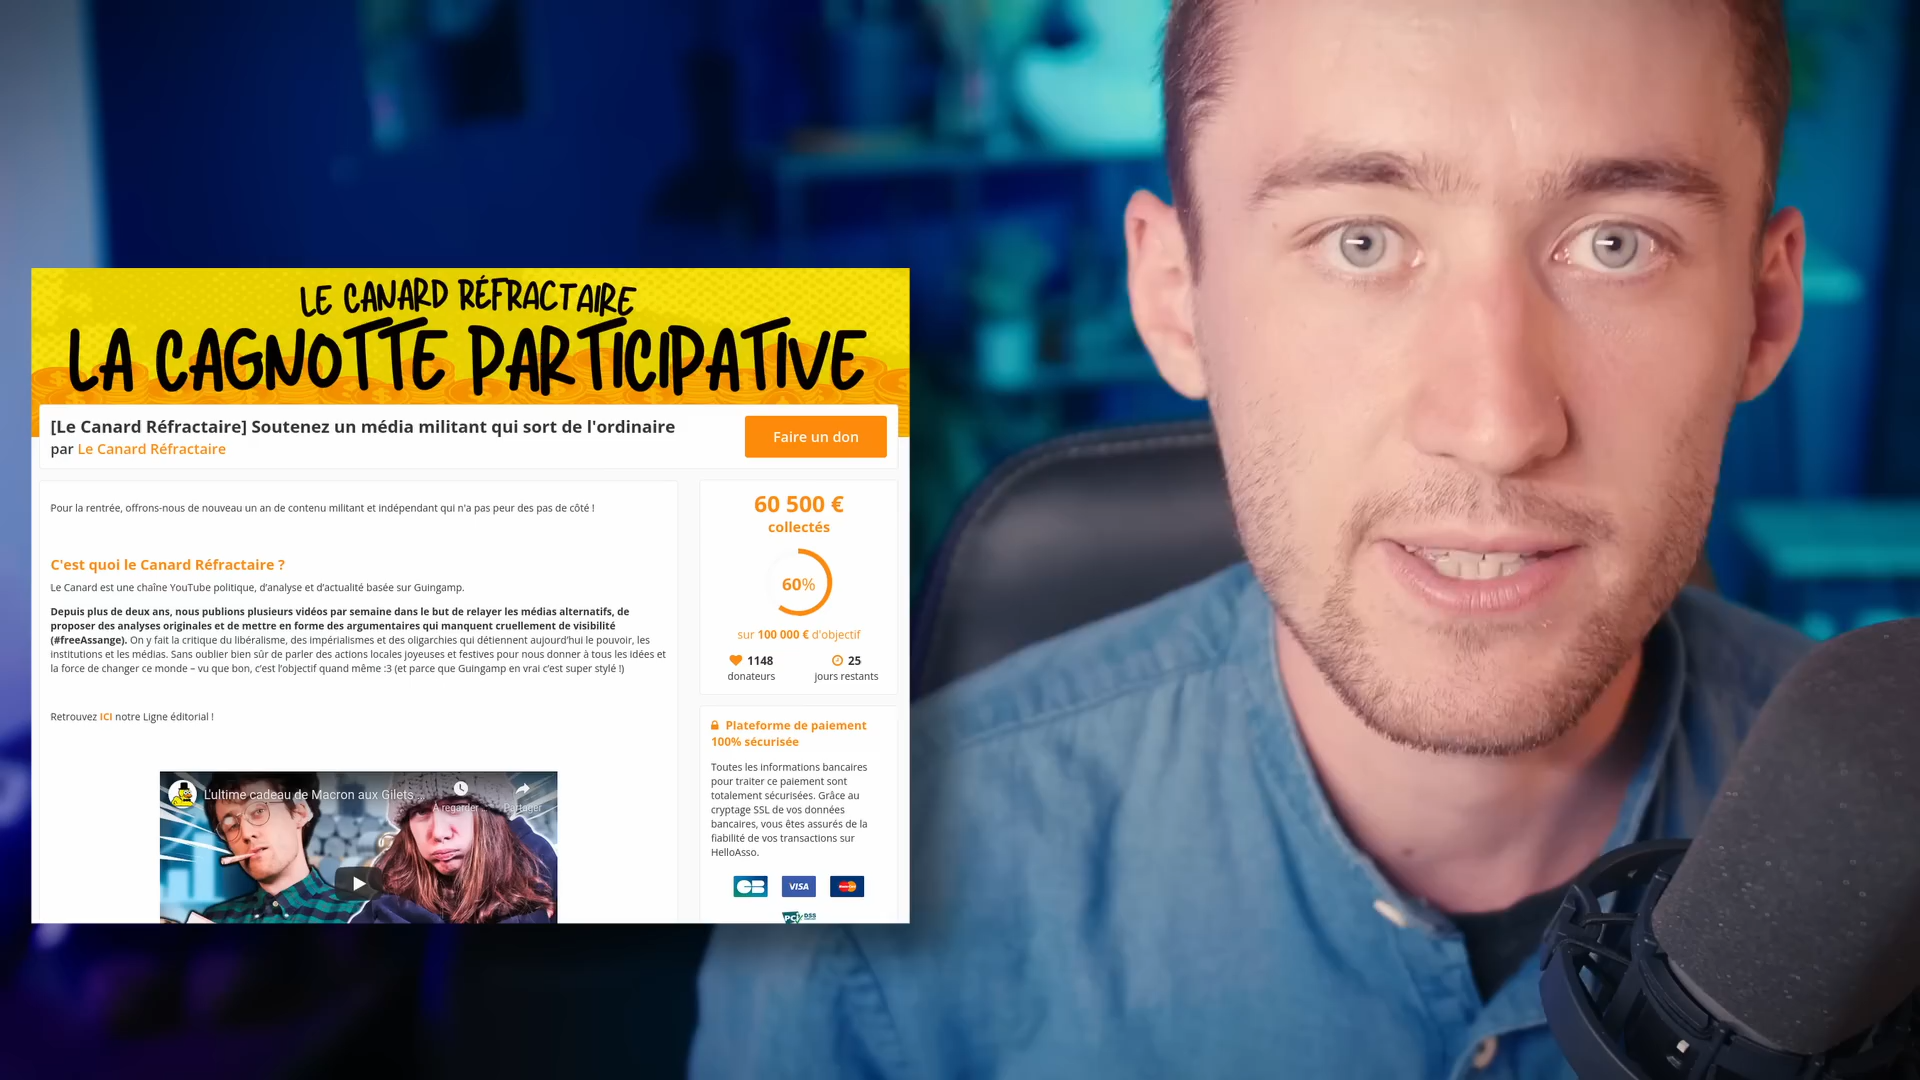 LE CANARD RÉFRACTAIRE
LA CAGNOTTE PARTICIPATIVE
[Le Canard Réfractaire] Soutenez un média militant qui sort de l'ordinaire
par Le Canard Réfractaire
Faire un don
Pour la rentrée, offrons-nous de nouveau un an de contenu militant et indépendant qui n'a pas peur des pas de côté !
C'est quoi le Canard Réfractaire ?
Le Canard est une chaîne YouTube politique, d'analyse et d'actualité basée sur Guingamp.
Depuis plus de deux ans, nous publions plusieurs vidéos par semaine dans le but de relayer les médias alternatifs, de
proposer des analyses originales et de mettre en forme des argumentaires qui manquent cruellement de visibilité
(#freeAssange). On y fait la critique du libéralisme, des impérialismes et des oligarchies qui détiennent aujourd'hui le pouvoir, les
institutions et les médias. Sans oublier bien sûr de parler des actions locales joyeuses et festives pour nous donner à tous les idées et
la force de changer ce monde – vu que bon, c'est l'objectif quand même :3 (et parce que Guingamp en vrai c'est super stylé !)
Retrouvez ICI notre Ligne éditorial !
L'ultime cadeau de Macron aux Gilets ...
À regarder ...
Partager
60 500 €
collectés
60%
sur 100 000 € d'objectif
1148
donateurs
25
jours restants
Plateforme de paiement
100% sécurisée
Toutes les informations bancaires
pour traiter ce paiement sont
totalement sécurisées. Grâce au
cryptage SSL de vos données
bancaires, vous êtes assurés de la
fiabilité de vos transactions sur
HelloAsso.
CB
VISA
MasterCard
PCI DSS